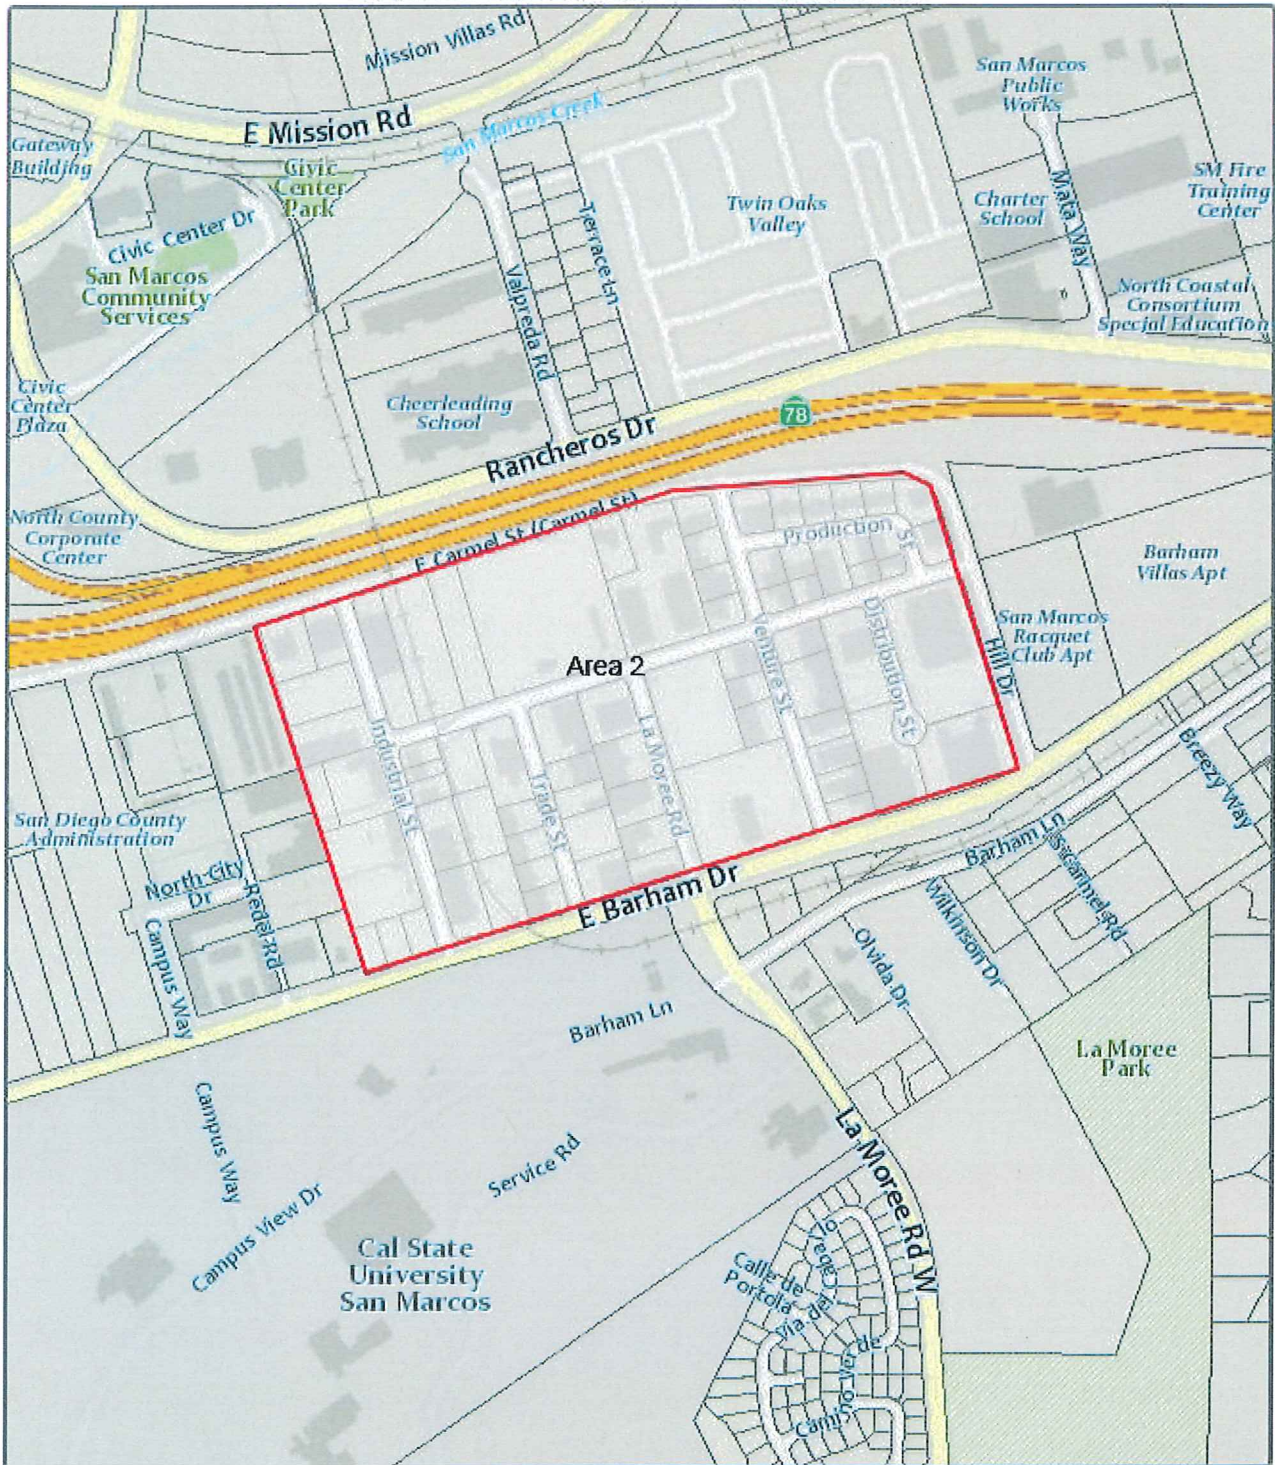 Mission Villas Rd
E Mission Rd
San Marcos Creek
San Marcos
Public
Works
Gateway
Building
Civic
Center
Park
Civic Center Dr
San Marcos
Community
Services
Terrace Ln
Valpreda Rd
Twin Oaks
Valley
Charter
School
Mata Way
SM Fire
Training
Center
North Coastal
Consortium
Special Education
Civic
Center
Plaza
Cheerleading
School
Rancheros Dr
78
North County
Corporate
Center
E Carmel St (Carmel St)
Production
St
Barham
Villas Apt
San Marcos
Racquet
Club Apt
Hill Dr
Area 2
Venture St
Distribution St
Industrial St
Trade St
La Moree Rd
Breezy Way
San Diego County
Administration
North City
Dr
Redel Rd
Campus Way
E Barham Dr
Barham Ln
S Carmel Rd
Wilkinson Dr
Olvida Dr
Barham Ln
La Moree
Park
Campus Way
Service Rd
Campus View Dr
Cal State
University
San Marcos
La Moree Rd W
Calle de
Portola
Via del
Camino Verde